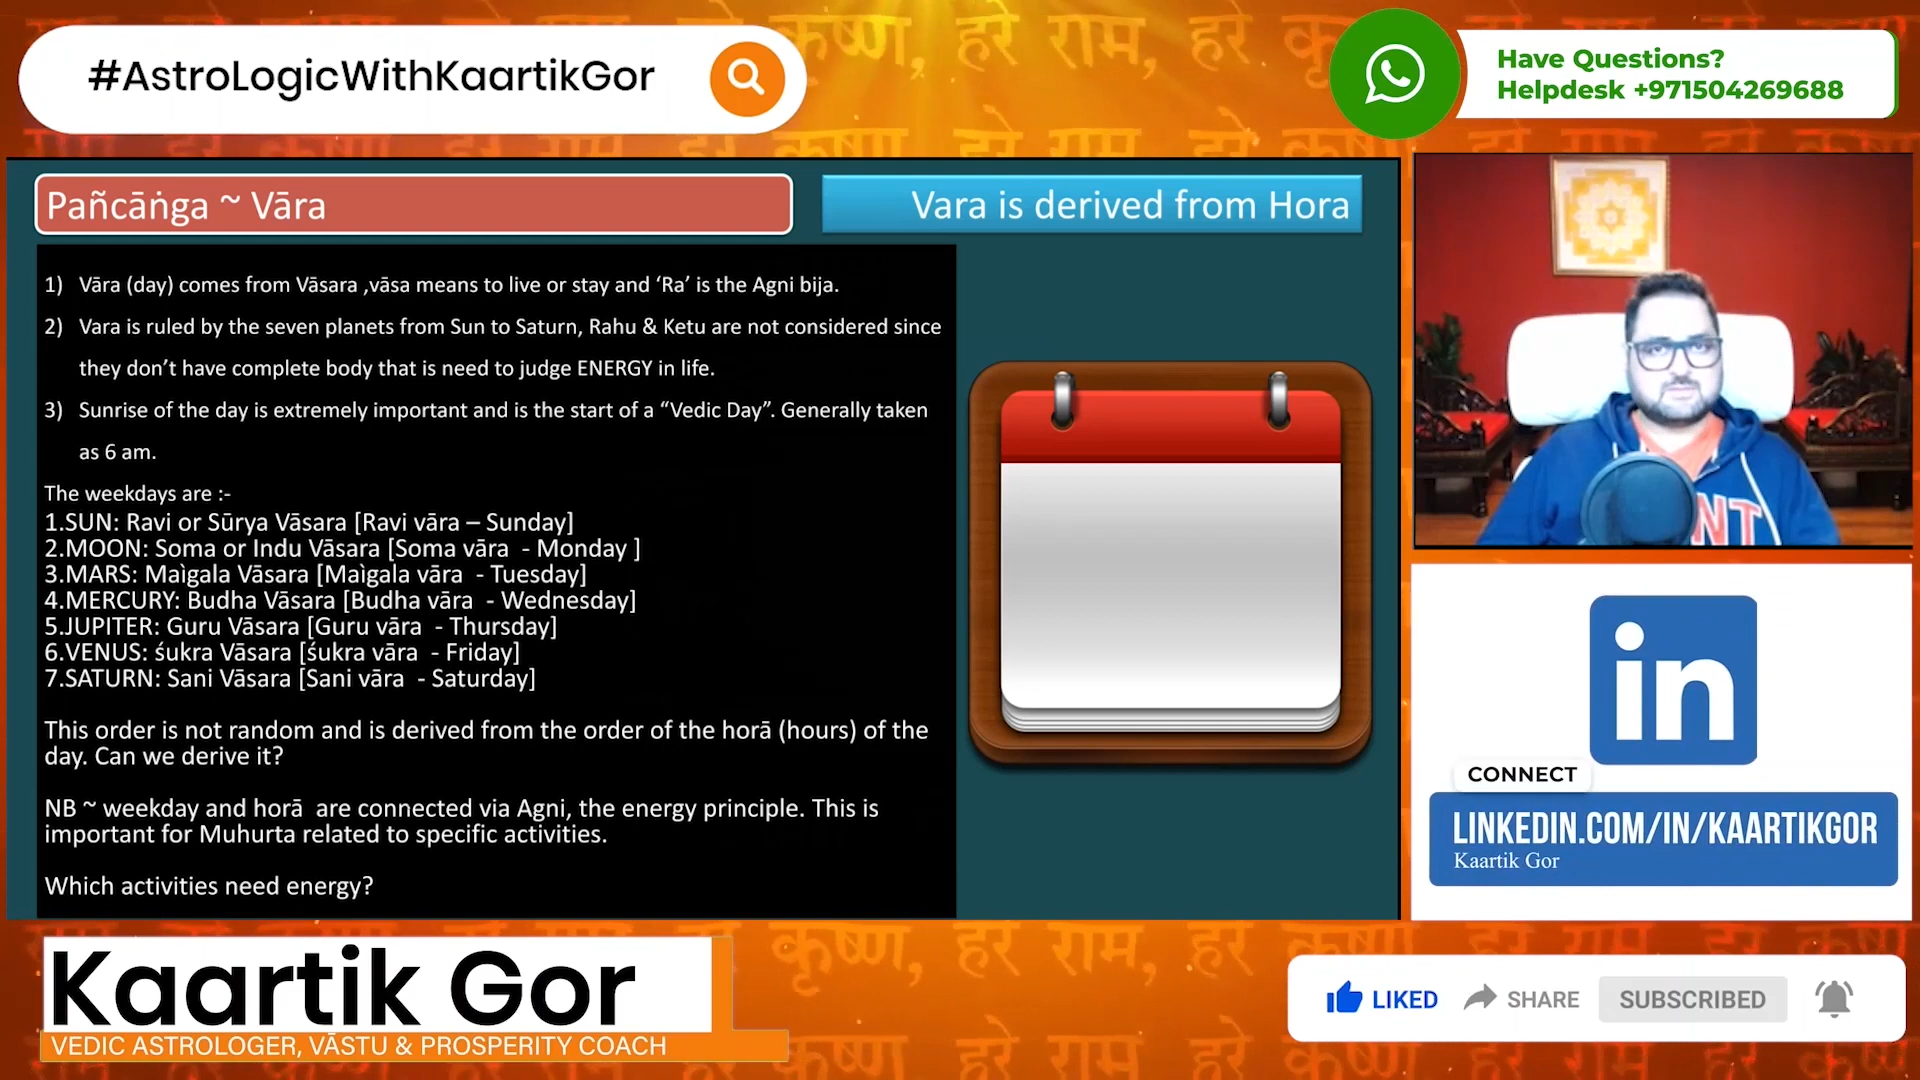 #AstroLogicWithKaartikGor
Have Questions?
Helpdesk +971504269688
Pañcāṅga ~ Vāra
Vara is derived from Hora
1) Vāra (day) comes from Vāsara ,vāsa means to live or stay and ‘Ra’ is the Agni bija.
2) Vara is ruled by the seven planets from Sun to Saturn, Rahu & Ketu are not considered since
they don’t have complete body that is need to judge ENERGY in life.
3) Sunrise of the day is extremely important and is the start of a “Vedic Day”. Generally taken
as 6 am.
The weekdays are :-
1.SUN: Ravi or Sūrya Vāsara [Ravi vāra – Sunday]
2.MOON: Soma or Indu Vāsara [Soma vāra - Monday ]
3.MARS: Maìgala Vāsara [Maìgala vāra - Tuesday]
4.MERCURY: Budha Vāsara [Budha vāra - Wednesday]
5.JUPITER: Guru Vāsara [Guru vāra - Thursday]
6.VENUS: śukra Vāsara [śukra vāra - Friday]
7.SATURN: Sani Vāsara [Sani vāra - Saturday]
This order is not random and is derived from the order of the horā (hours) of the
day. Can we derive it?
NB ~ weekday and horā are connected via Agni, the energy principle. This is
important for Muhurta related to specific activities.
Which activities need energy?
NT
in
CONNECT
LINKEDIN.COM/IN/KAARTIKGOR
Kaartik Gor
Kaartik Gor
VEDIC ASTROLOGER, VĀSTU & PROSPERITY COACH
LIKED SHARE SUBSCRIBED
कृष्ण, हरे राम, हरे कृ
कृष्ण, हरे राम, हरे